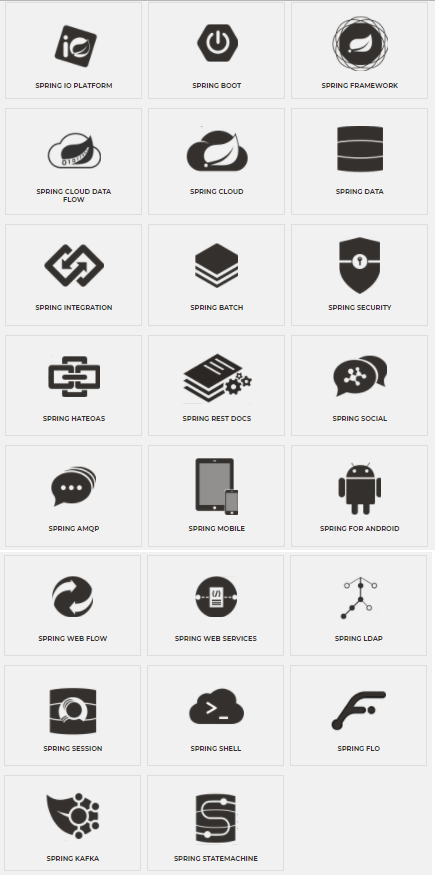 SPRING IO PLATFORM
SPRING BOOT
SPRING FRAMEWORK
SPRING CLOUD DATA
FLOW
SPRING CLOUD
SPRING DATA
SPRING INTEGRATION
SPRING BATCH
SPRING SECURITY
SPRING HATEOAS
SPRING REST DOCS
SPRING SOCIAL
SPRING AMQP
SPRING MOBILE
SPRING FOR ANDROID
SPRING WEB FLOW
SPRING WEB SERVICES
SPRING LDAP
SPRING SESSION
SPRING SHELL
SPRING FLO
SPRING KAFKA
SPRING STATEMACHINE